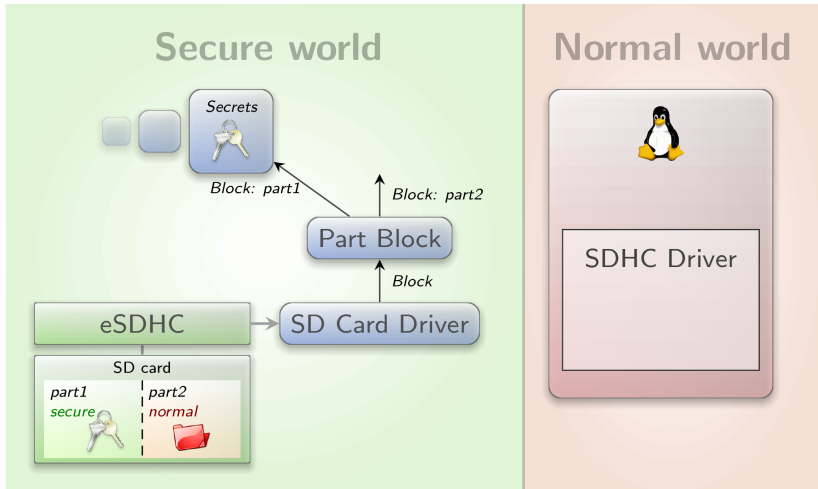 Secure world
Normal world
Secrets
Block: part1
Block: part2
Part Block
SDHC Driver
Block
eSDHC
SD Card Driver
SD card
part1
part2
secure
normal